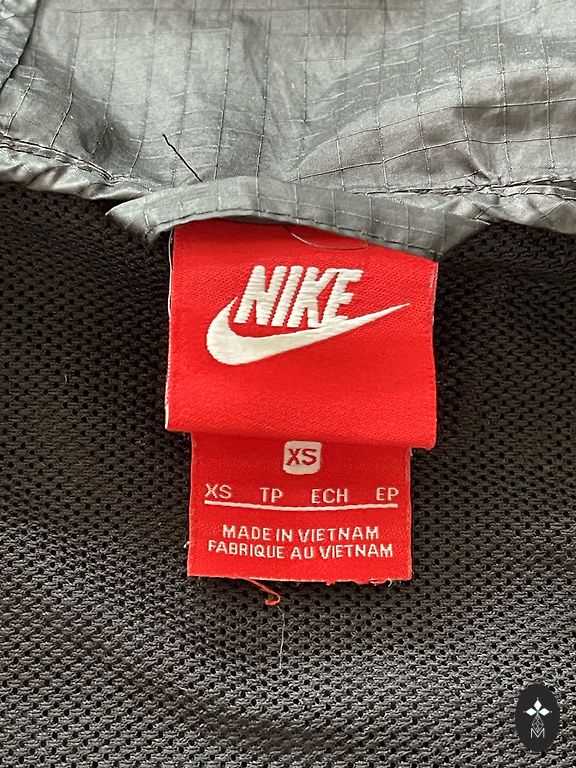 NIKE
XS
XS TP ECH EP
MADE IN VIETNAM
FABRIQUE AU VIETNAM
M